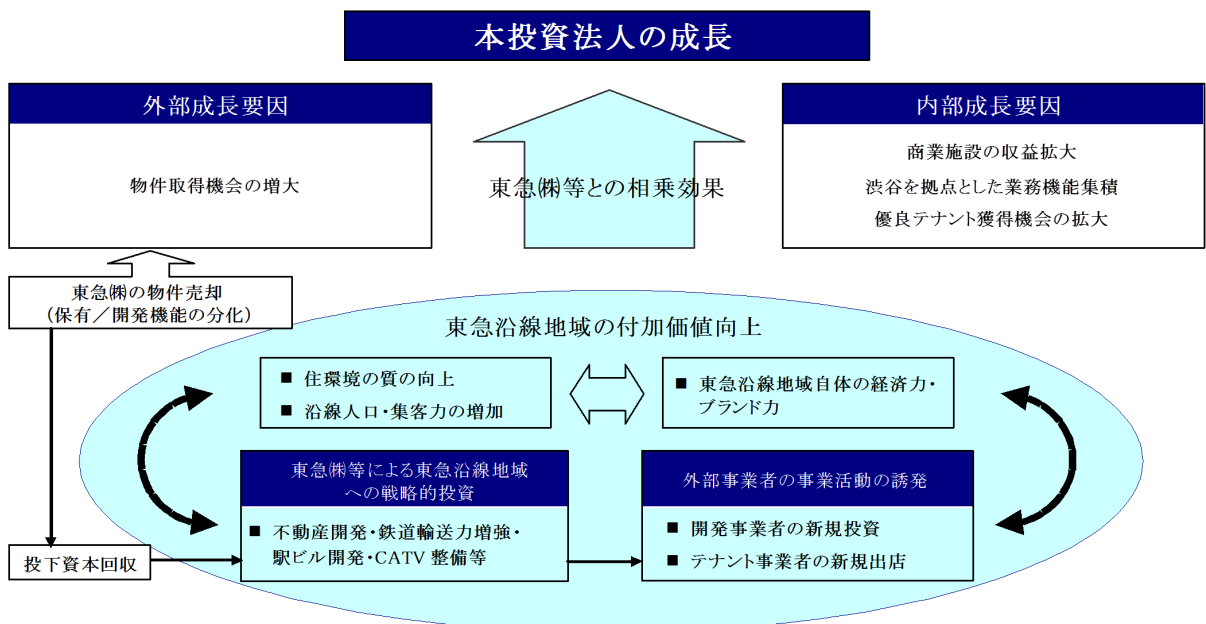 本投資法人の成長
外部成長要因
物件取得機会の増大
東急㈱等との相乗効果
内部成長要因
商業施設の収益拡大
渋谷を拠点とした業務機能集積
優良テナント獲得機会の拡大
東急㈱の物件売却
(保有／開発機能の分化)
東急沿線地域の付加価値向上
■ 住環境の質の向上
■ 沿線人口・集客力の増加
■ 東急沿線地域自体の経済力・
ブランド力
東急㈱等による東急沿線地域
への戦略的投資
■ 不動産開発・鉄道輸送力増強・
駅ビル開発・CATV 整備等
外部事業者の事業活動の誘発
■ 開発事業者の新規投資
■ テナント事業者の新規出店
投下資本回収